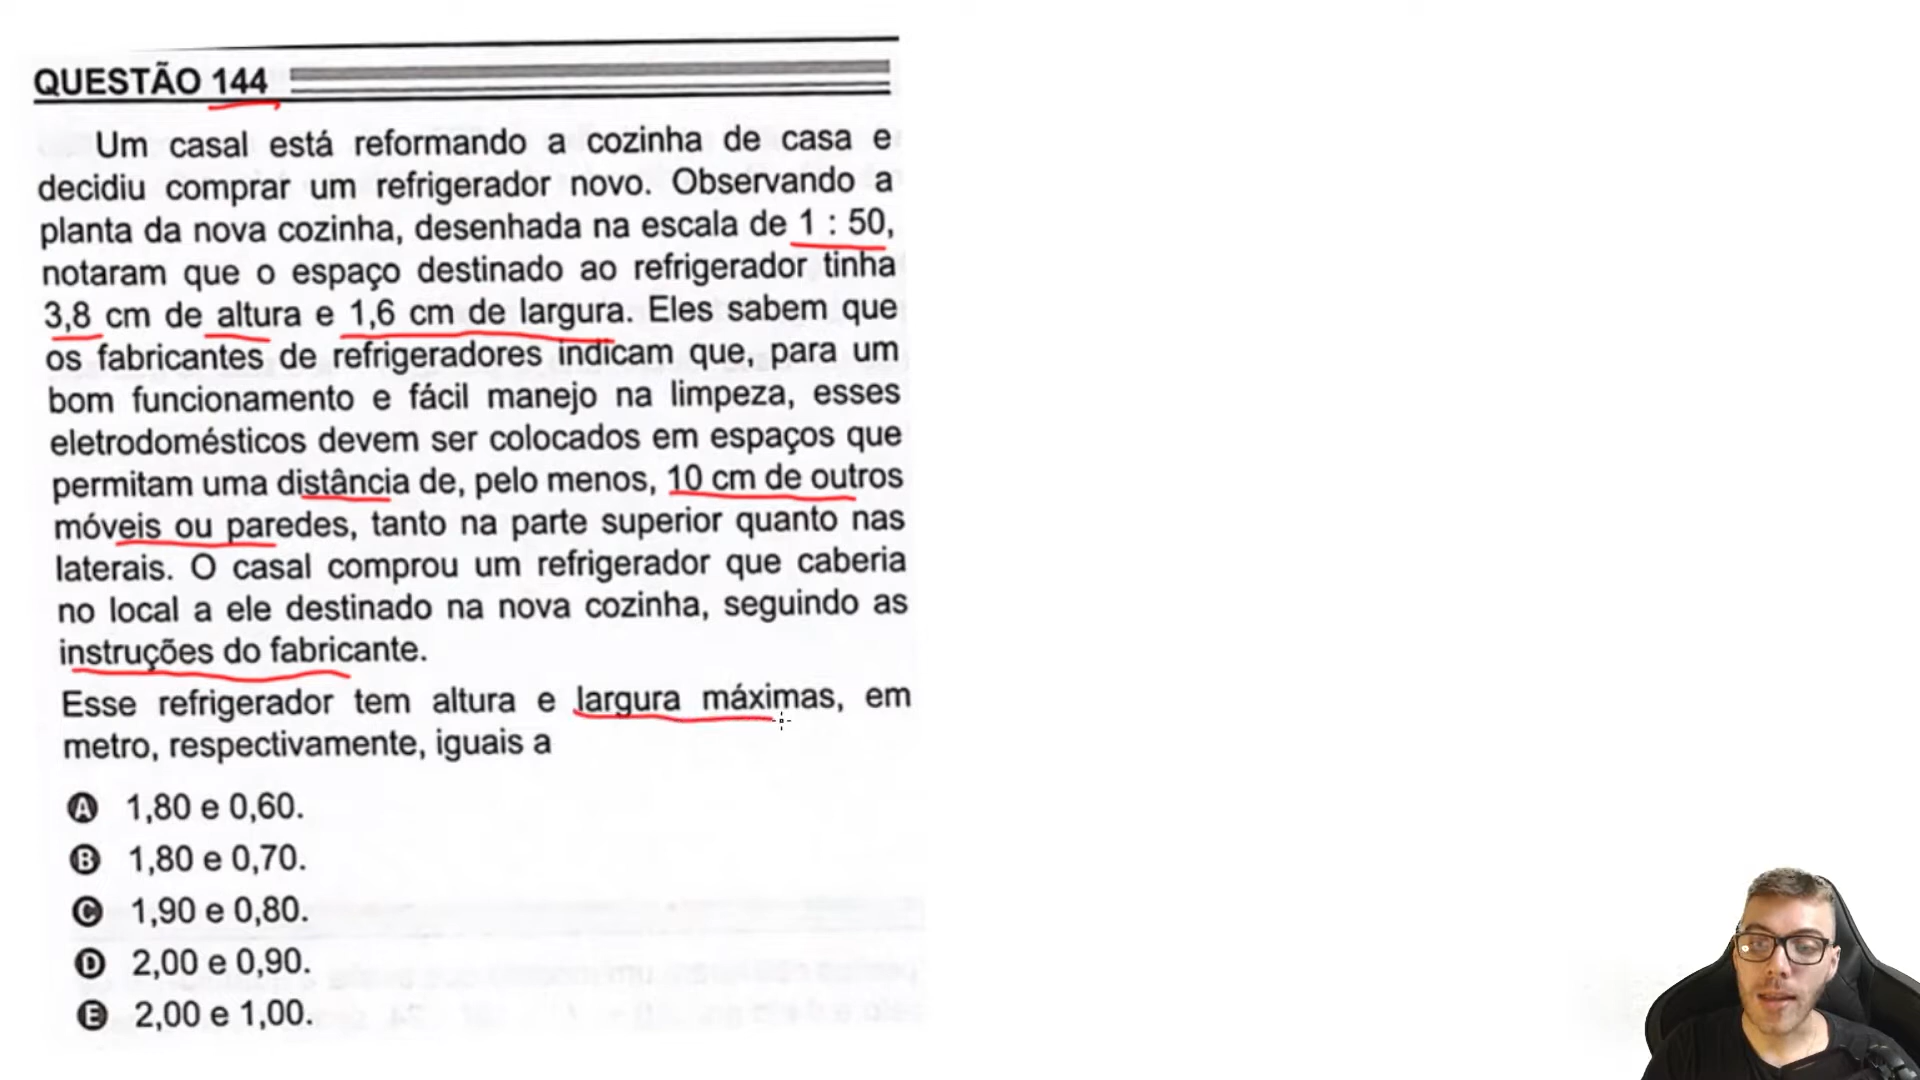 QUESTÃO 144
Um casal está reformando a cozinha de casa e
decidiu comprar um refrigerador novo. Observando a
planta da nova cozinha, desenhada na escala de 1 : 50,
notaram que o espaço destinado ao refrigerador tinha
3,8 cm de altura e 1,6 cm de largura. Eles sabem que
os fabricantes de refrigeradores indicam que, para um
bom funcionamento e fácil manejo na limpeza, esses
eletrodomésticos devem ser colocados em espaços que
permitam uma distância de, pelo menos, 10 cm de outros
móveis ou paredes, tanto na parte superior quanto nas
laterais. O casal comprou um refrigerador que caberia
no local a ele destinado na nova cozinha, seguindo as
instruções do fabricante.
Esse refrigerador tem altura e largura máximas, em
metro, respectivamente, iguais a
A 1,80 e 0,60.
B 1,80 e 0,70.
C 1,90 e 0,80.
D 2,00 e 0,90.
E 2,00 e 1,00.